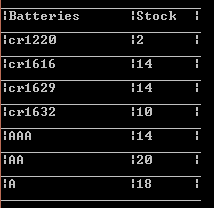 ¦Batteries ¦Stock ¦
¦cr1220 ¦2 ¦
¦cr1616 ¦14 ¦
¦cr1629 ¦14 ¦
¦cr1632 ¦10 ¦
¦AAA ¦14 ¦
¦AA ¦20 ¦
¦A ¦18 ¦